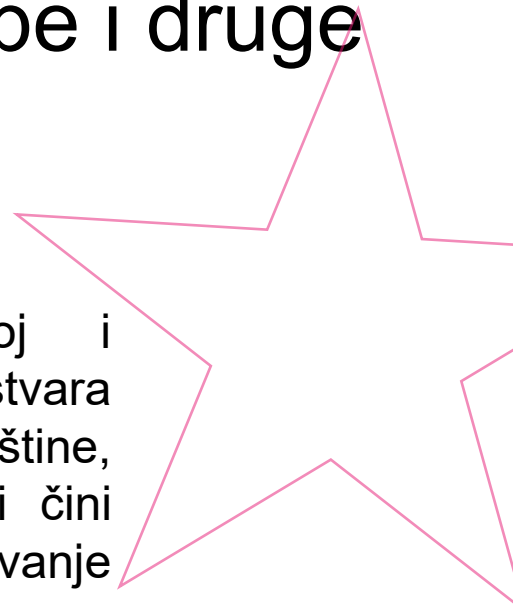 be i druge
oj i
stvara
štine,
i čini
vanje